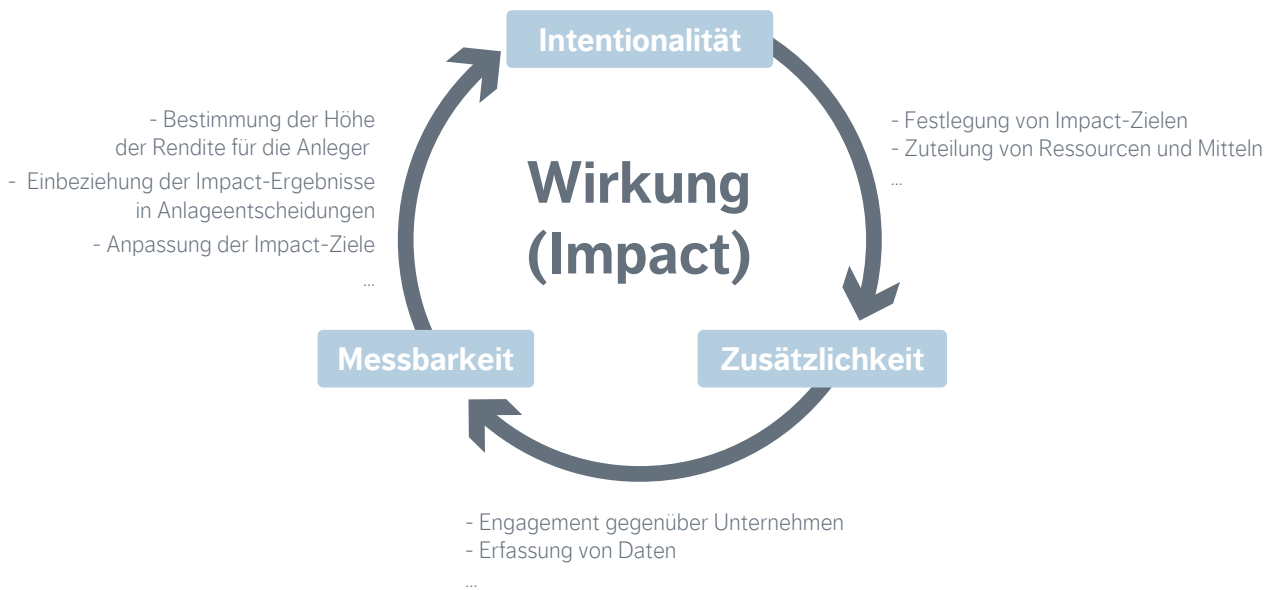 Intentionalität
- Festlegung von Impact-Zielen
- Zuteilung von Ressourcen und Mitteln
...
- Bestimmung der Höhe
der Rendite für die Anleger
- Einbeziehung der Impact-Ergebnisse
in Anlageentscheidungen
- Anpassung der Impact-Ziele
...
Wirkung
(Impact)
Messbarkeit
Zusätzlichkeit
- Engagement gegenüber Unternehmen
- Erfassung von Daten
...